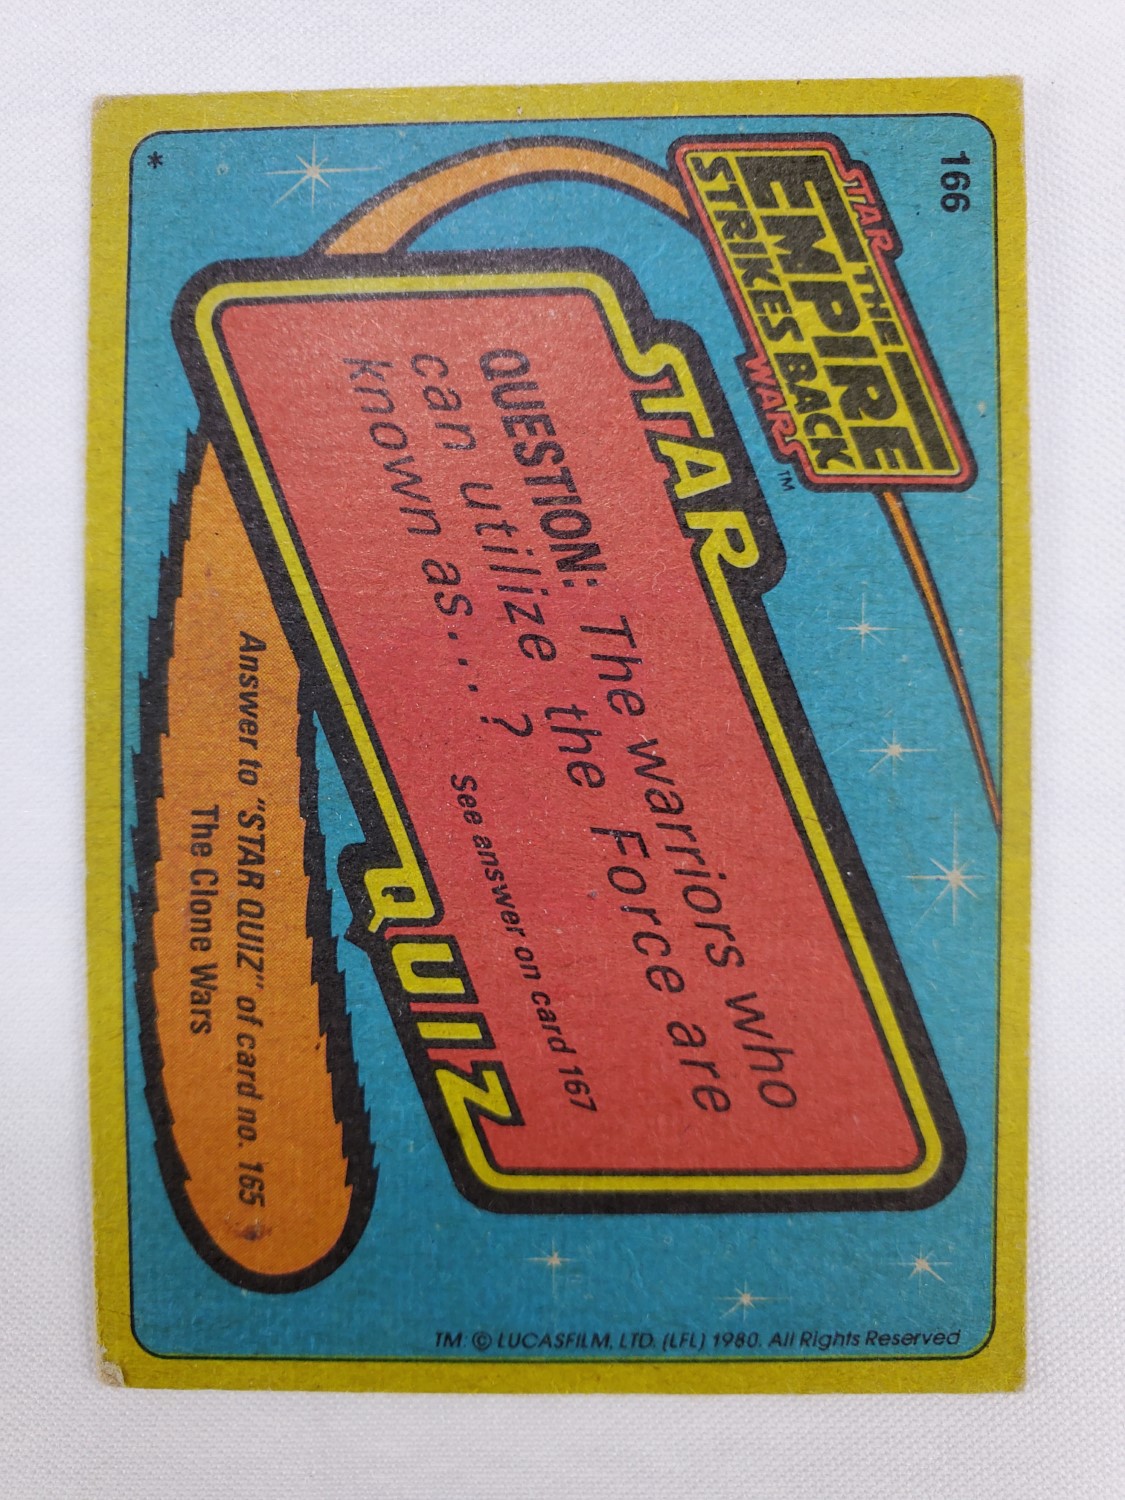 166
STAR
THE
EMPIRE
STRIKES BACK
WARS™
*
STAR
QUESTION: The warriors who
can utilize the Force are
known as. . . ?
See answer on card 167
QUIZ
Answer to "STAR QUIZ" of card no. 165
The Clone Wars
TM: © LUCASFILM, LTD. (LFL) 1980. All Rights Reserved